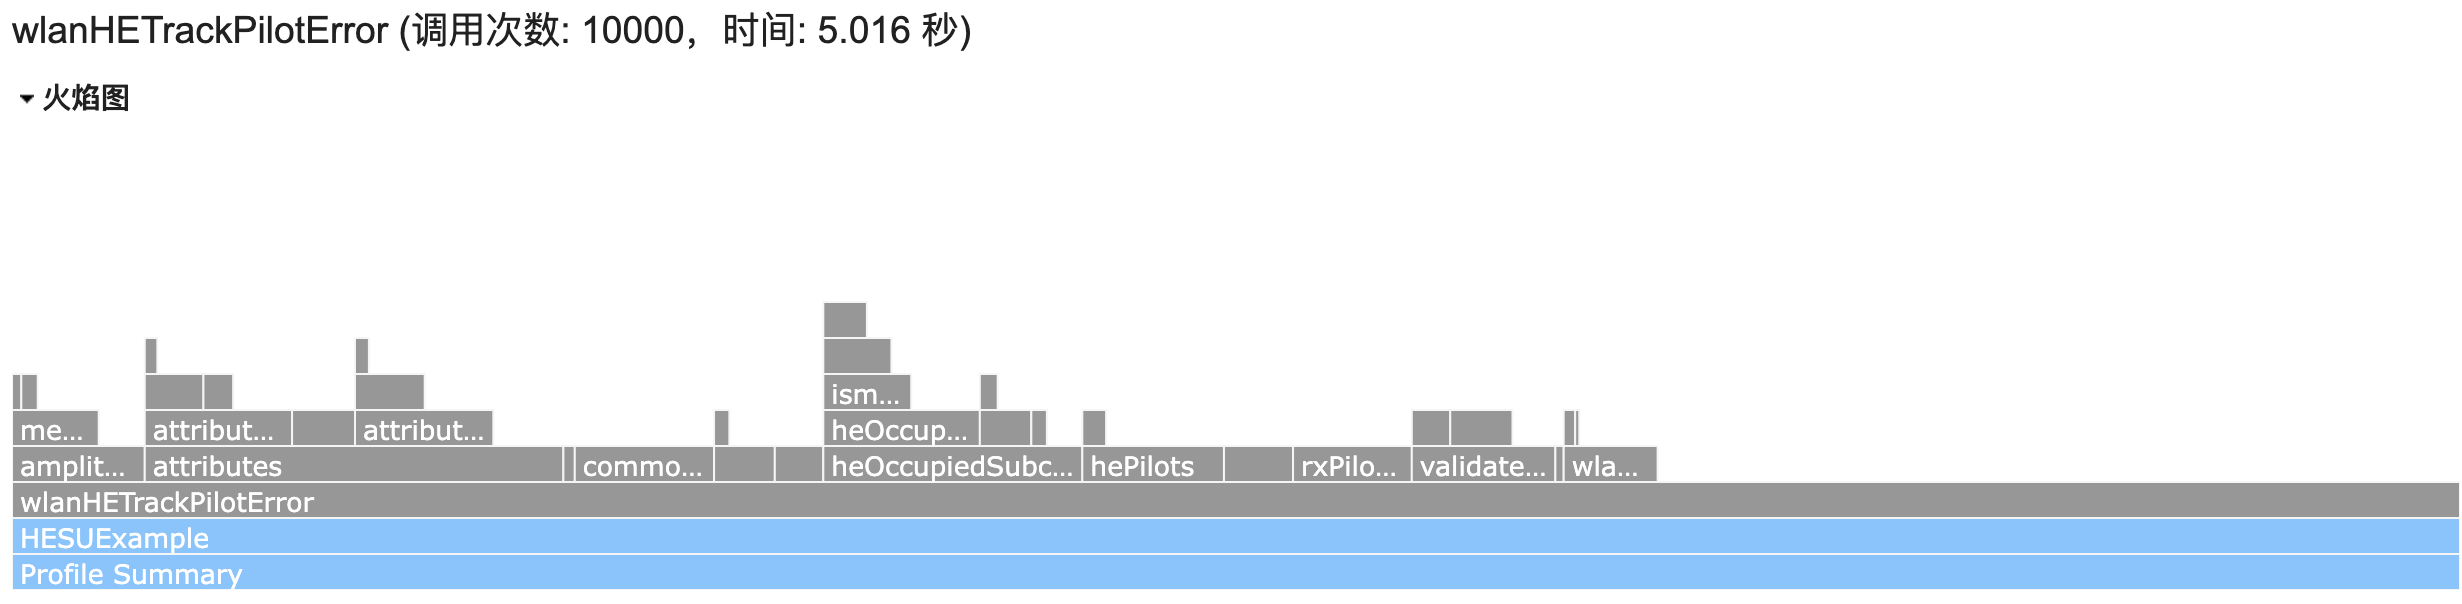 wlanHETrackPilotError (调用次数: 10000，时间: 5.016 秒)
火焰图
ism...
me... attribut... attribut... heOccup...
amplit... attributes commo... heOccupiedSubc... hePilots rxPilo... validate... wla...
wlanHETrackPilotError
HESUExample
Profile Summary